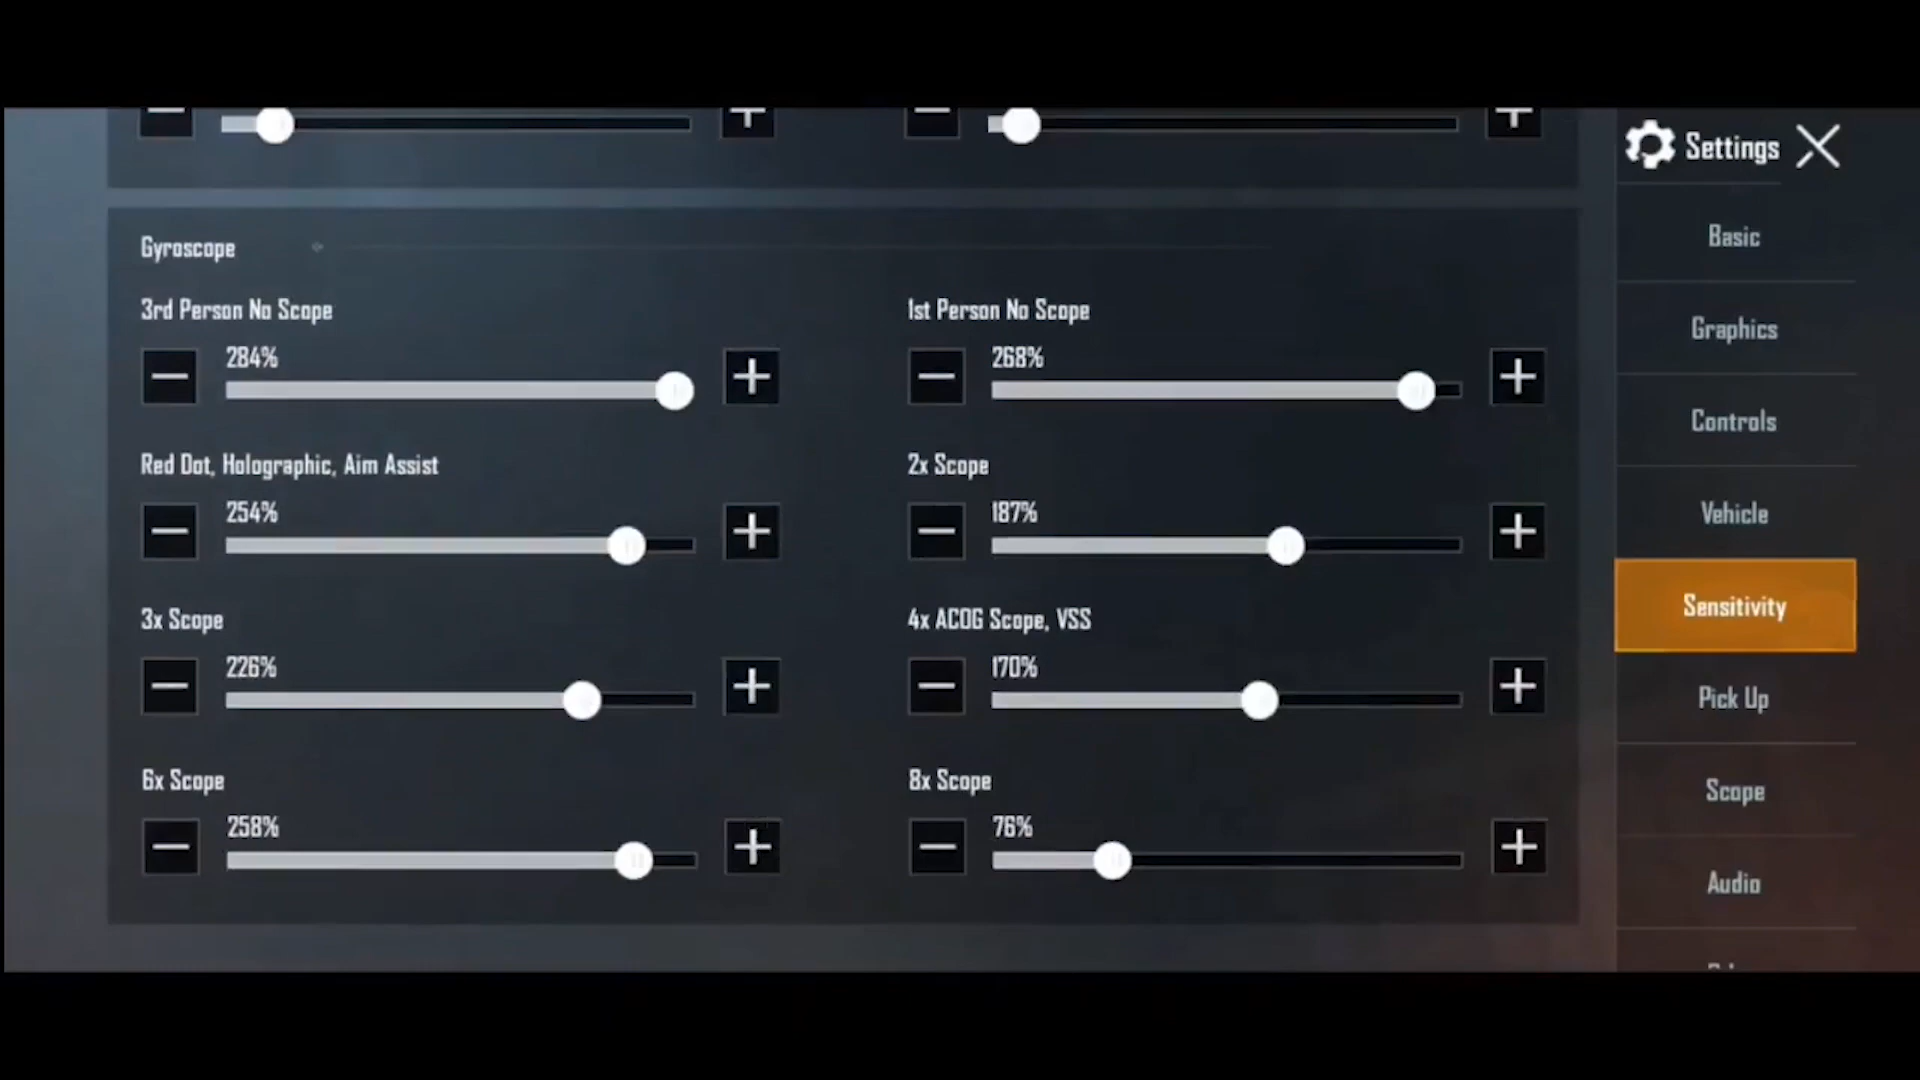 Settings
Gyroscope
3rd Person No Scope
284%
1st Person No Scope
268%
Red Dot, Holographic, Aim Assist
254%
2x Scope
187%
3x Scope
226%
4x ACOG Scope, VSS
170%
6x Scope
258%
8x Scope
76%
Basic
Graphics
Controls
Vehicle
Sensitivity
Pick Up
Scope
Audio